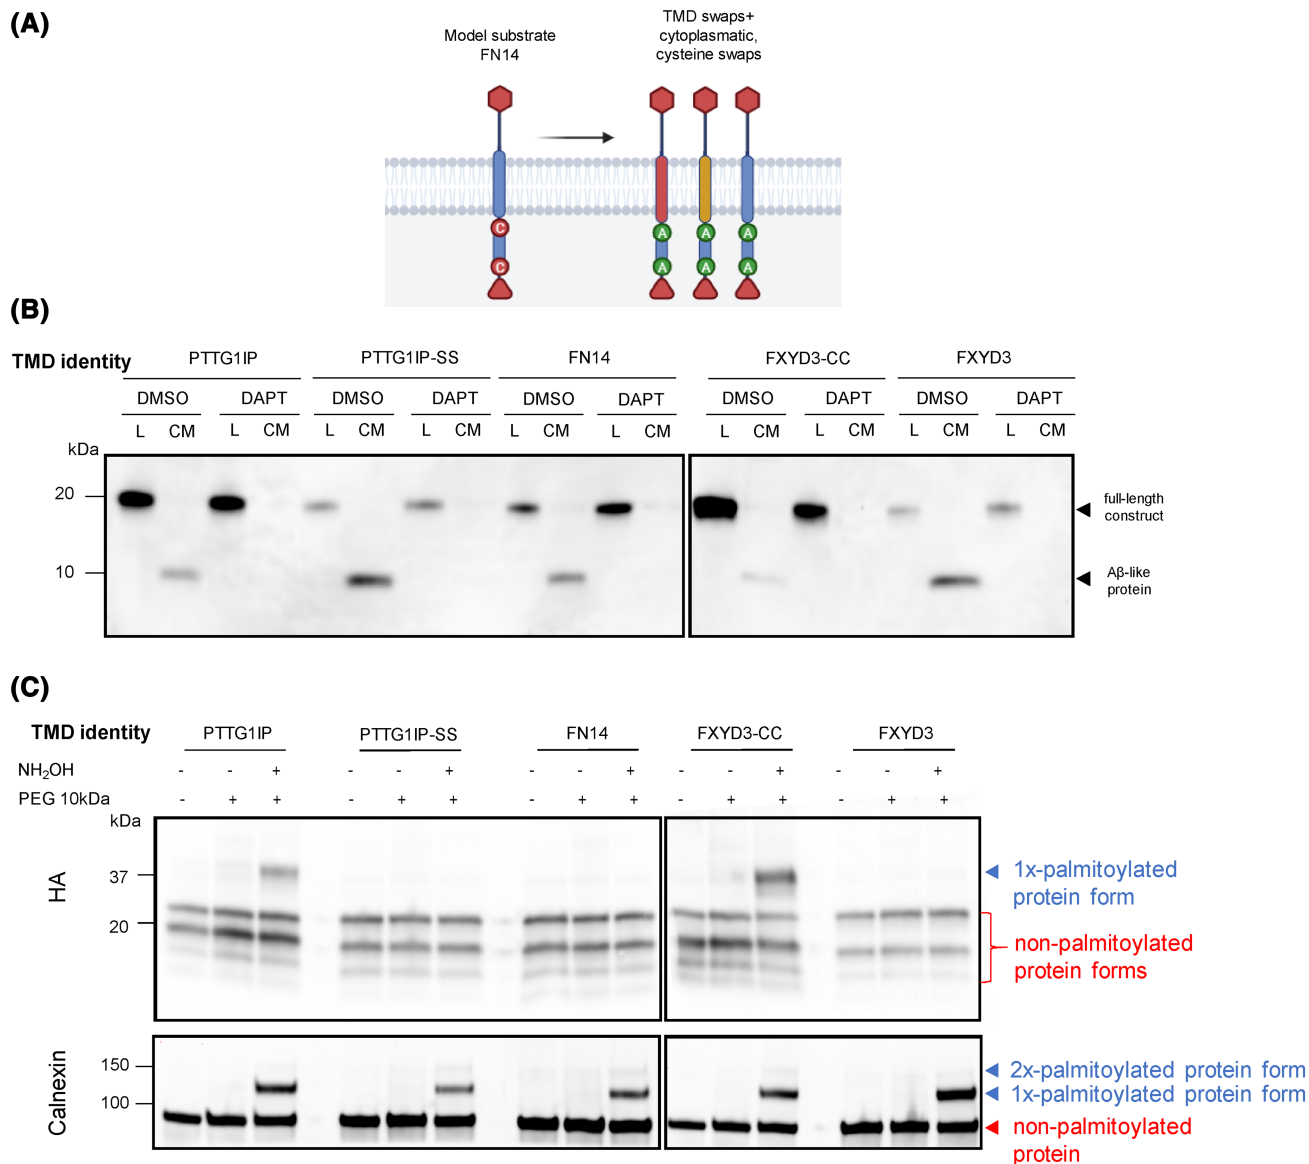 (A)
Model substrate
FN14
TMD swaps+
cytoplasmatic,
cysteine swaps
C
C
A A A
A A A
(B)
TMD identity PTTG1IP PTTG1IP-SS FN14 FXYD3-CC FXYD3
DMSO DAPT DMSO DAPT DMSO DAPT DMSO DAPT DMSO DAPT
L CM L CM L CM L CM L CM L CM L CM L CM L CM L CM
kDa
20
10
full-length
construct
Aβ-like
protein
(C)
TMD identity PTTG1IP PTTG1IP-SS FN14 FXYD3-CC FXYD3
NH₂OH - - + - - + - - + - - + - - +
PEG 10kDa - + + - + + - + + - + + - + +
kDa
37
20
HA
1x-palmitoylated
protein form
non-palmitoylated
protein forms
150
100
Calnexin
2x-palmitoylated protein form
1x-palmitoylated protein form
non-palmitoylated
protein